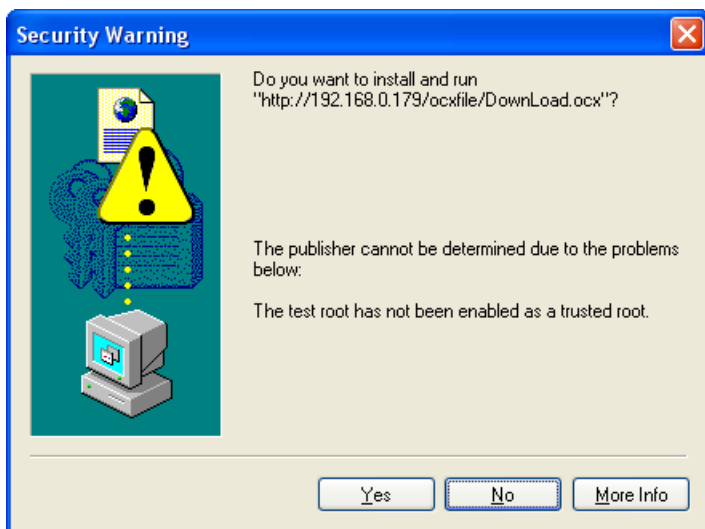 Security Warning
Do you want to install and run
"http://192.168.0.179/ocxfile/DownLoad.ocx"?
The publisher cannot be determined due to the problems
below:
The test root has not been enabled as a trusted root.
Yes
No
More Info